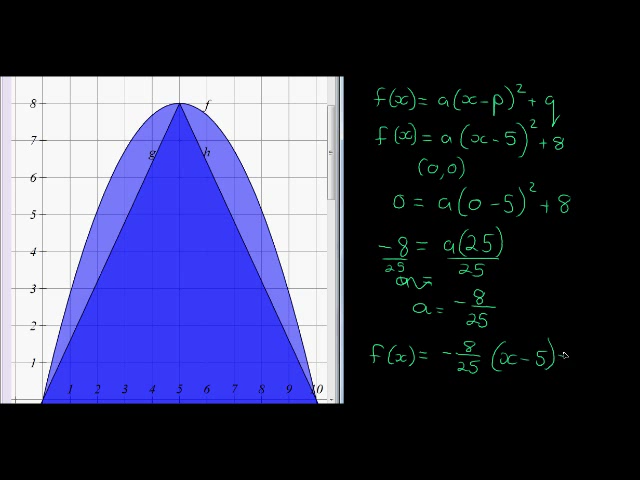 8
f
7
g
h
6
5
4
3
2
1
1 2 3 4 5 6 7 8 9 10
f(x) = a(x-p)² + q
f(x) = a(x-5)² + 8
(0,0)
0 = a(0-5)² + 8
-8/25 = a(25)/25
a = -8/25
f(x) = -8/25 (x-5)